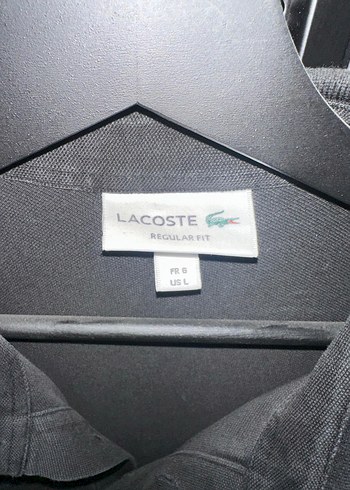 LACOSTE
REGULAR FIT
FR 6
US L